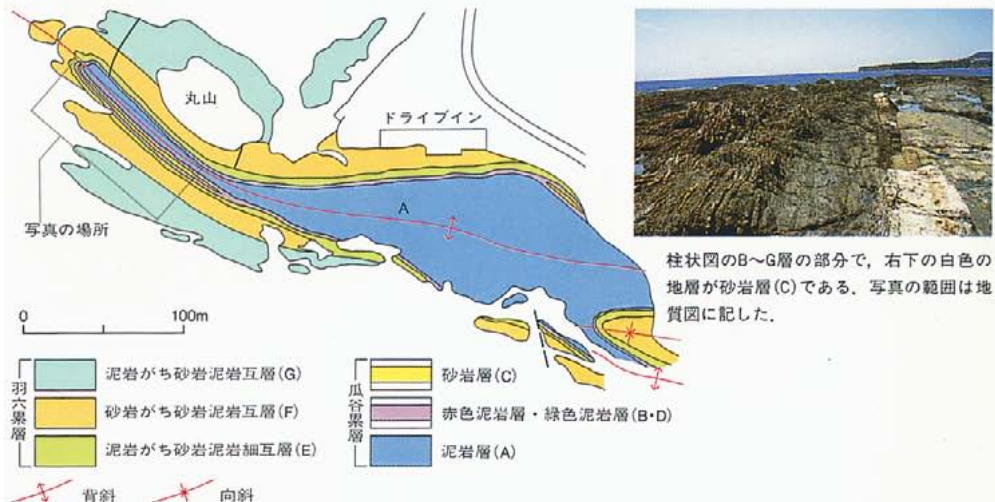 丸山
ドライブイン
A
写真の場所
0 100m
柱状図のB〜G層の部分で，右下の白色の
地層が砂岩層(C)である．写真の範囲は地
質図に記した．
羽六累層
泥岩がち砂岩泥岩互層(G)
砂岩がち砂岩泥岩互層(F)
泥岩がち砂岩泥岩細互層(E)
瓜谷累層
砂岩層(C)
赤色泥岩層・緑色泥岩層(B・D)
泥岩層(A)
背斜
向斜